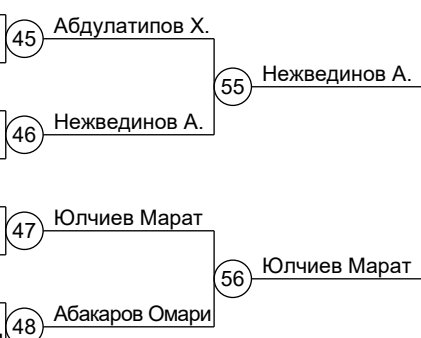 45 Абдулатипов Х.
55 Нежвединов А.
46 Нежвединов А.
47 Юлчиев Марат
56 Юлчиев Марат
48 Абакаров Омари